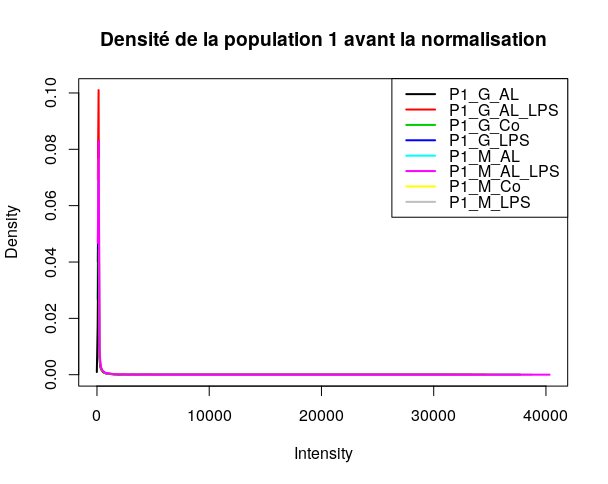 Densité de la population 1 avant la normalisation
P1_G_AL
P1_G_AL_LPS
P1_G_Co
P1_G_LPS
P1_M_AL
P1_M_AL_LPS
P1_M_Co
P1_M_LPS
Density
0.10
0.08
0.06
0.04
0.02
0.00
0 10000 20000 30000 40000
Intensity